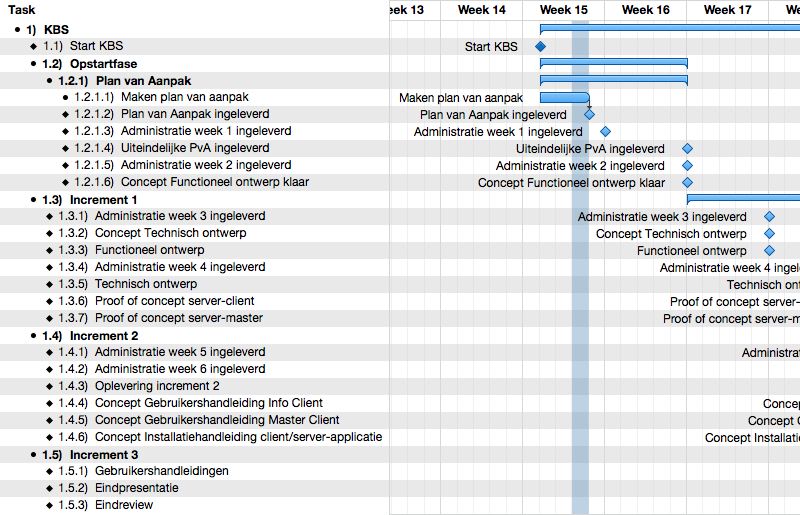 Task eek 13 Week 14 Week 15 Week 16 Week 17 We
1) KBS
1.1) Start KBS Start KBS
1.2) Opstartfase
1.2.1) Plan van Aanpak
1.2.1.1) Maken plan van aanpak Maken plan van aanpak
1.2.1.2) Plan van Aanpak ingeleverd Plan van Aanpak ingeleverd
1.2.1.3) Administratie week 1 ingeleverd Administratie week 1 ingeleverd
1.2.1.4) Uiteindelijke PvA ingeleverd Uiteindelijke PvA ingeleverd
1.2.1.5) Administratie week 2 ingeleverd Administratie week 2 ingeleverd
1.2.1.6) Concept Functioneel ontwerp klaar Concept Functioneel ontwerp klaar
1.3) Increment 1
1.3.1) Administratie week 3 ingeleverd Administratie week 3 ingeleverd
1.3.2) Concept Technisch ontwerp Concept Technisch ontwerp
1.3.3) Functioneel ontwerp Functioneel ontwerp
1.3.4) Administratie week 4 ingeleverd Administratie week 4 ingel
1.3.5) Technisch ontwerp Technisch ont
1.3.6) Proof of concept server-client Proof of concept server-
1.3.7) Proof of concept server-master Proof of concept server-m
1.4) Increment 2
1.4.1) Administratie week 5 ingeleverd Administrat
1.4.2) Administratie week 6 ingeleverd
1.4.3) Oplevering increment 2
1.4.4) Concept Gebruikershandleiding Info Client Concep
1.4.5) Concept Gebruikershandleiding Master Client Concept G
1.4.6) Concept Installatiehandleiding client/server-applicatie Concept Installatie
1.5) Increment 3
1.5.1) Gebruikershandleidingen
1.5.2) Eindpresentatie
1.5.3) Eindreview